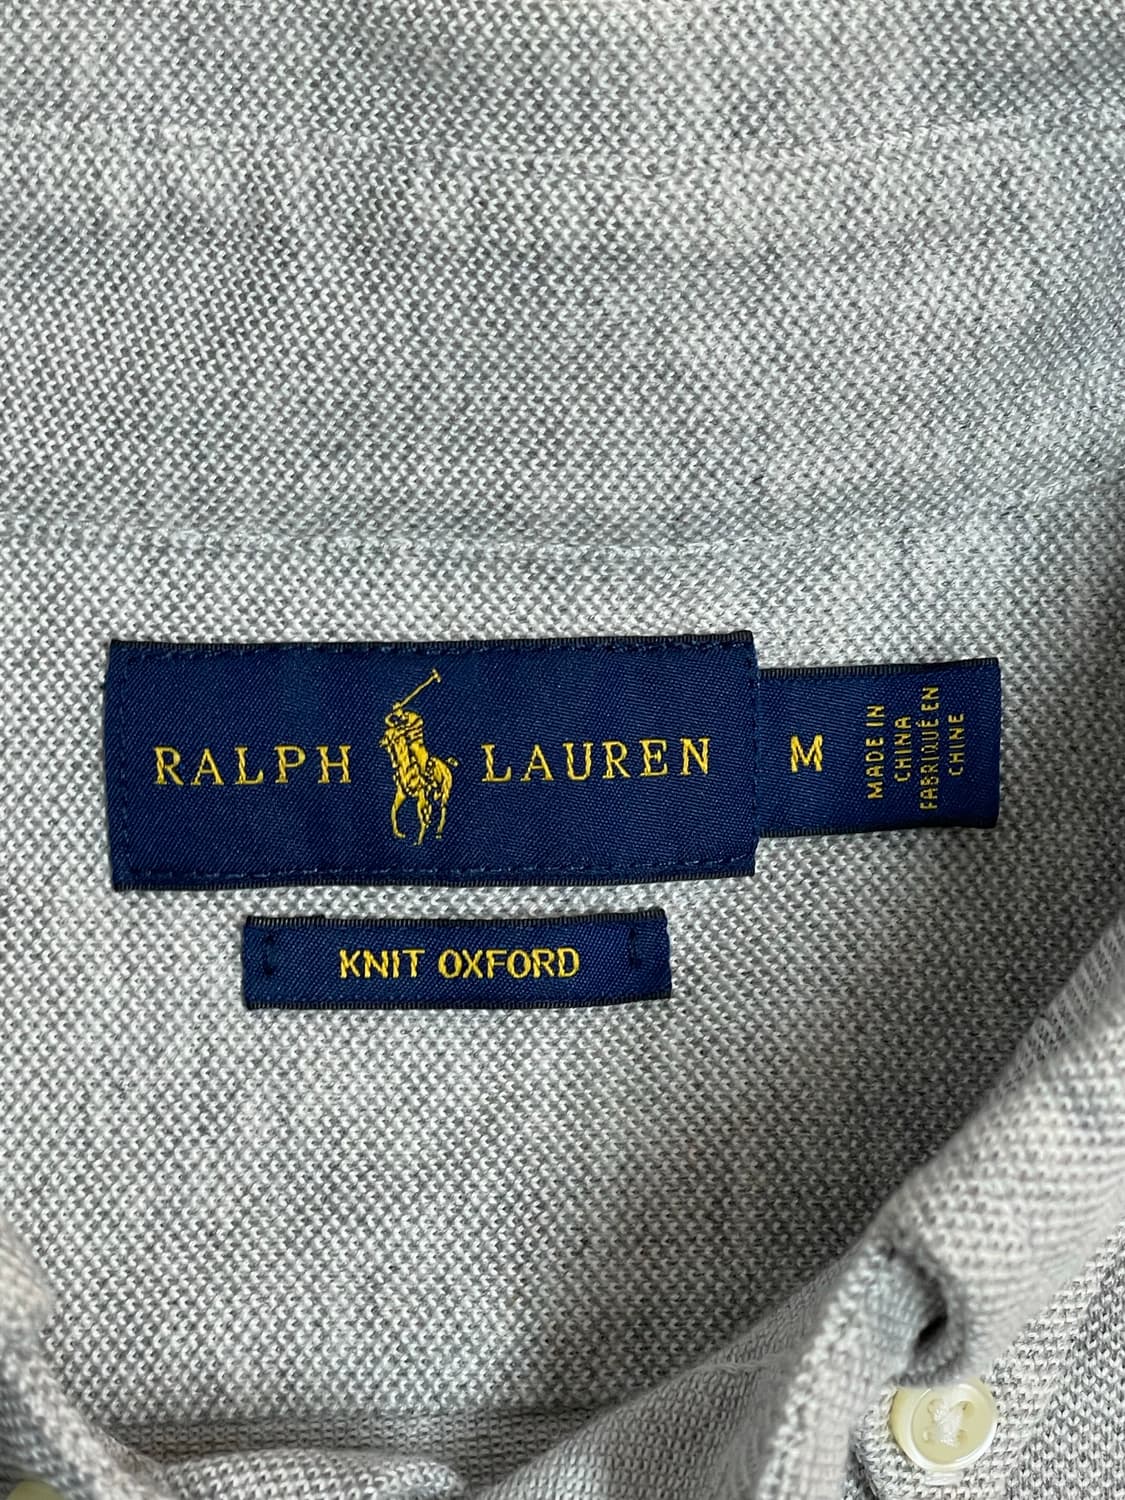 RALPH LAUREN
M
MADE IN
CHINA
FABRIQUÉ EN
CHINE
KNIT OXFORD